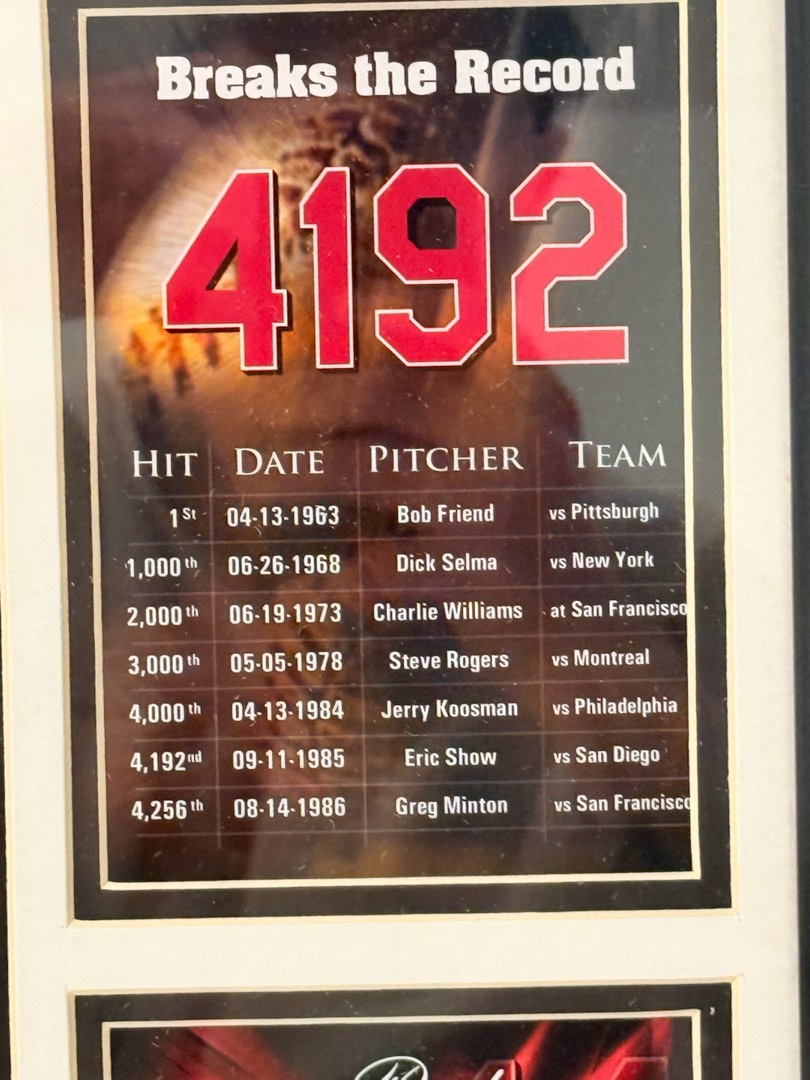 Breaks the Record
4192
HIT DATE PITCHER TEAM
1St 04-13-1963 Bob Friend vs Pittsburgh
1,000th 06-26-1968 Dick Selma vs New York
2,000th 06-19-1973 Charlie Williams at San Francisco
3,000th 05-05-1978 Steve Rogers vs Montreal
4,000th 04-13-1984 Jerry Koosman vs Philadelphia
4,192nd 09-11-1985 Eric Show vs San Diego
4,256th 08-14-1986 Greg Minton vs San Francisco